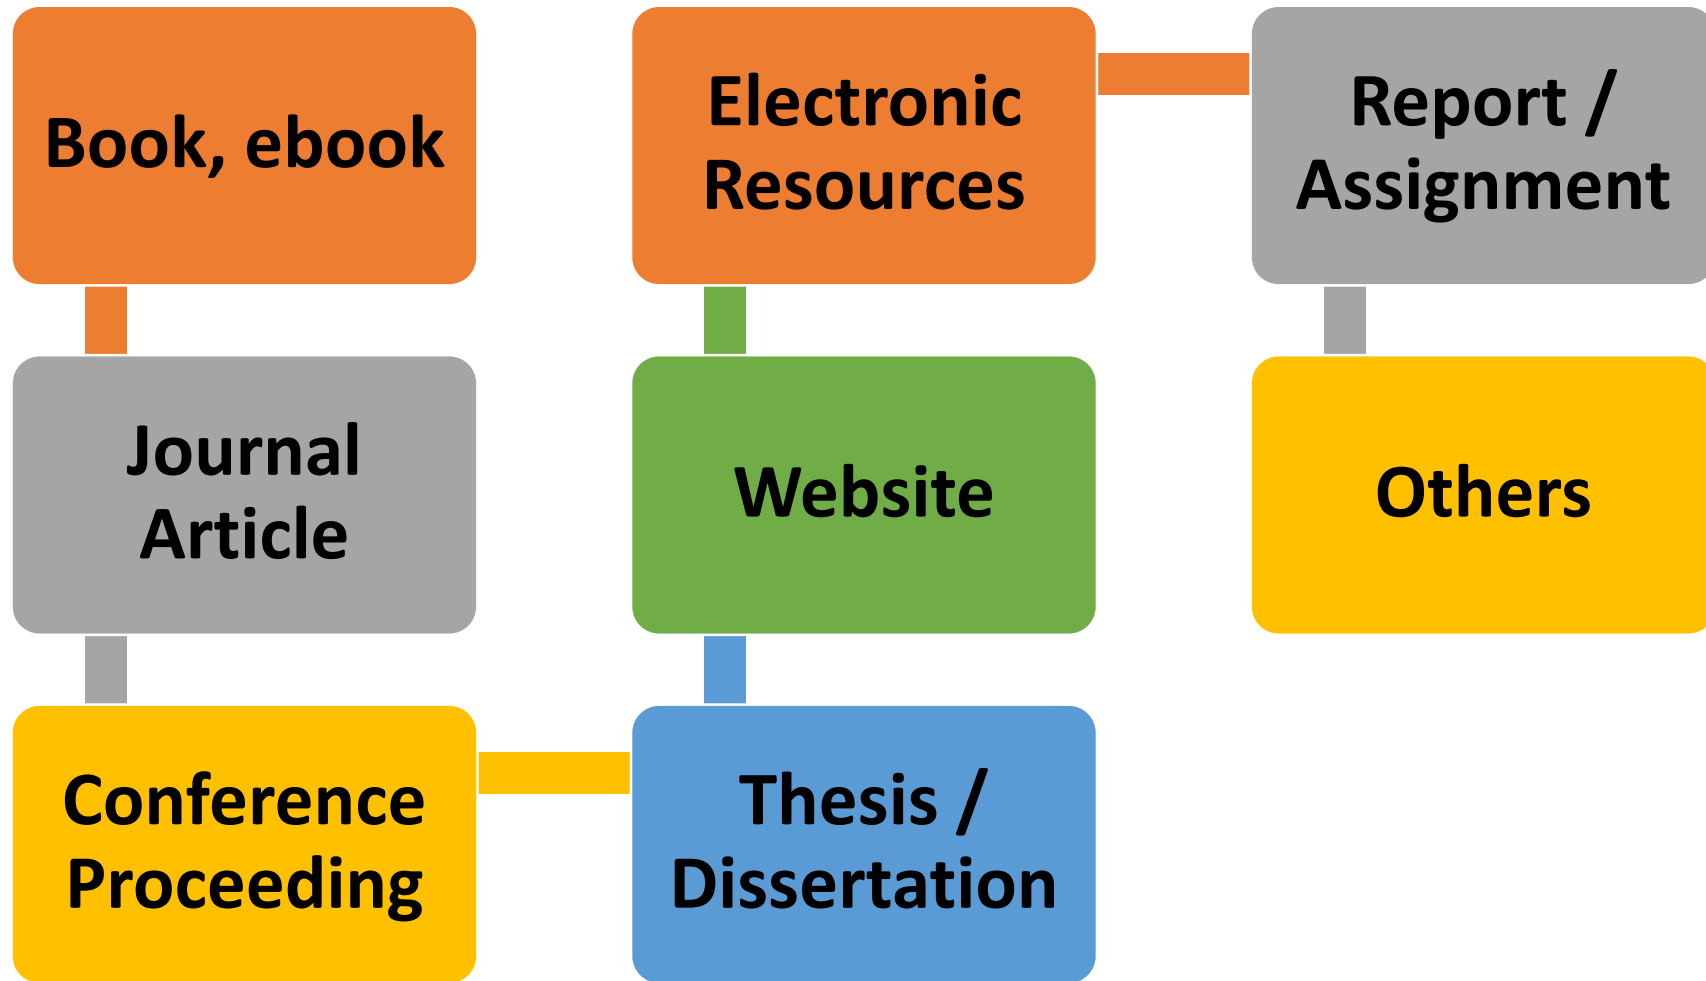 Book, ebook
Journal
Article
Conference
Proceeding
Thesis /
Dissertation
Website
Electronic
Resources
Report /
Assignment
Others